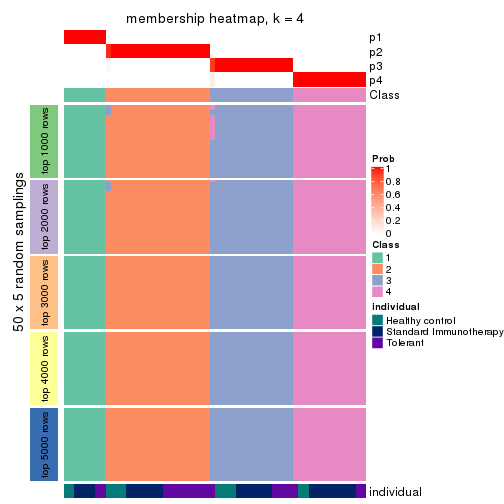 membership heatmap, k = 4
p1
p2
p3
p4
Class
50 x 5 random samplings
top 1000 rows
top 2000 rows
top 3000 rows
top 4000 rows
top 5000 rows
individual
Prob
1
0.8
0.6
0.4
0.2
0
Class
1
2
3
4
individual
Healthy control
Standard Immunotherapy
Tolerant